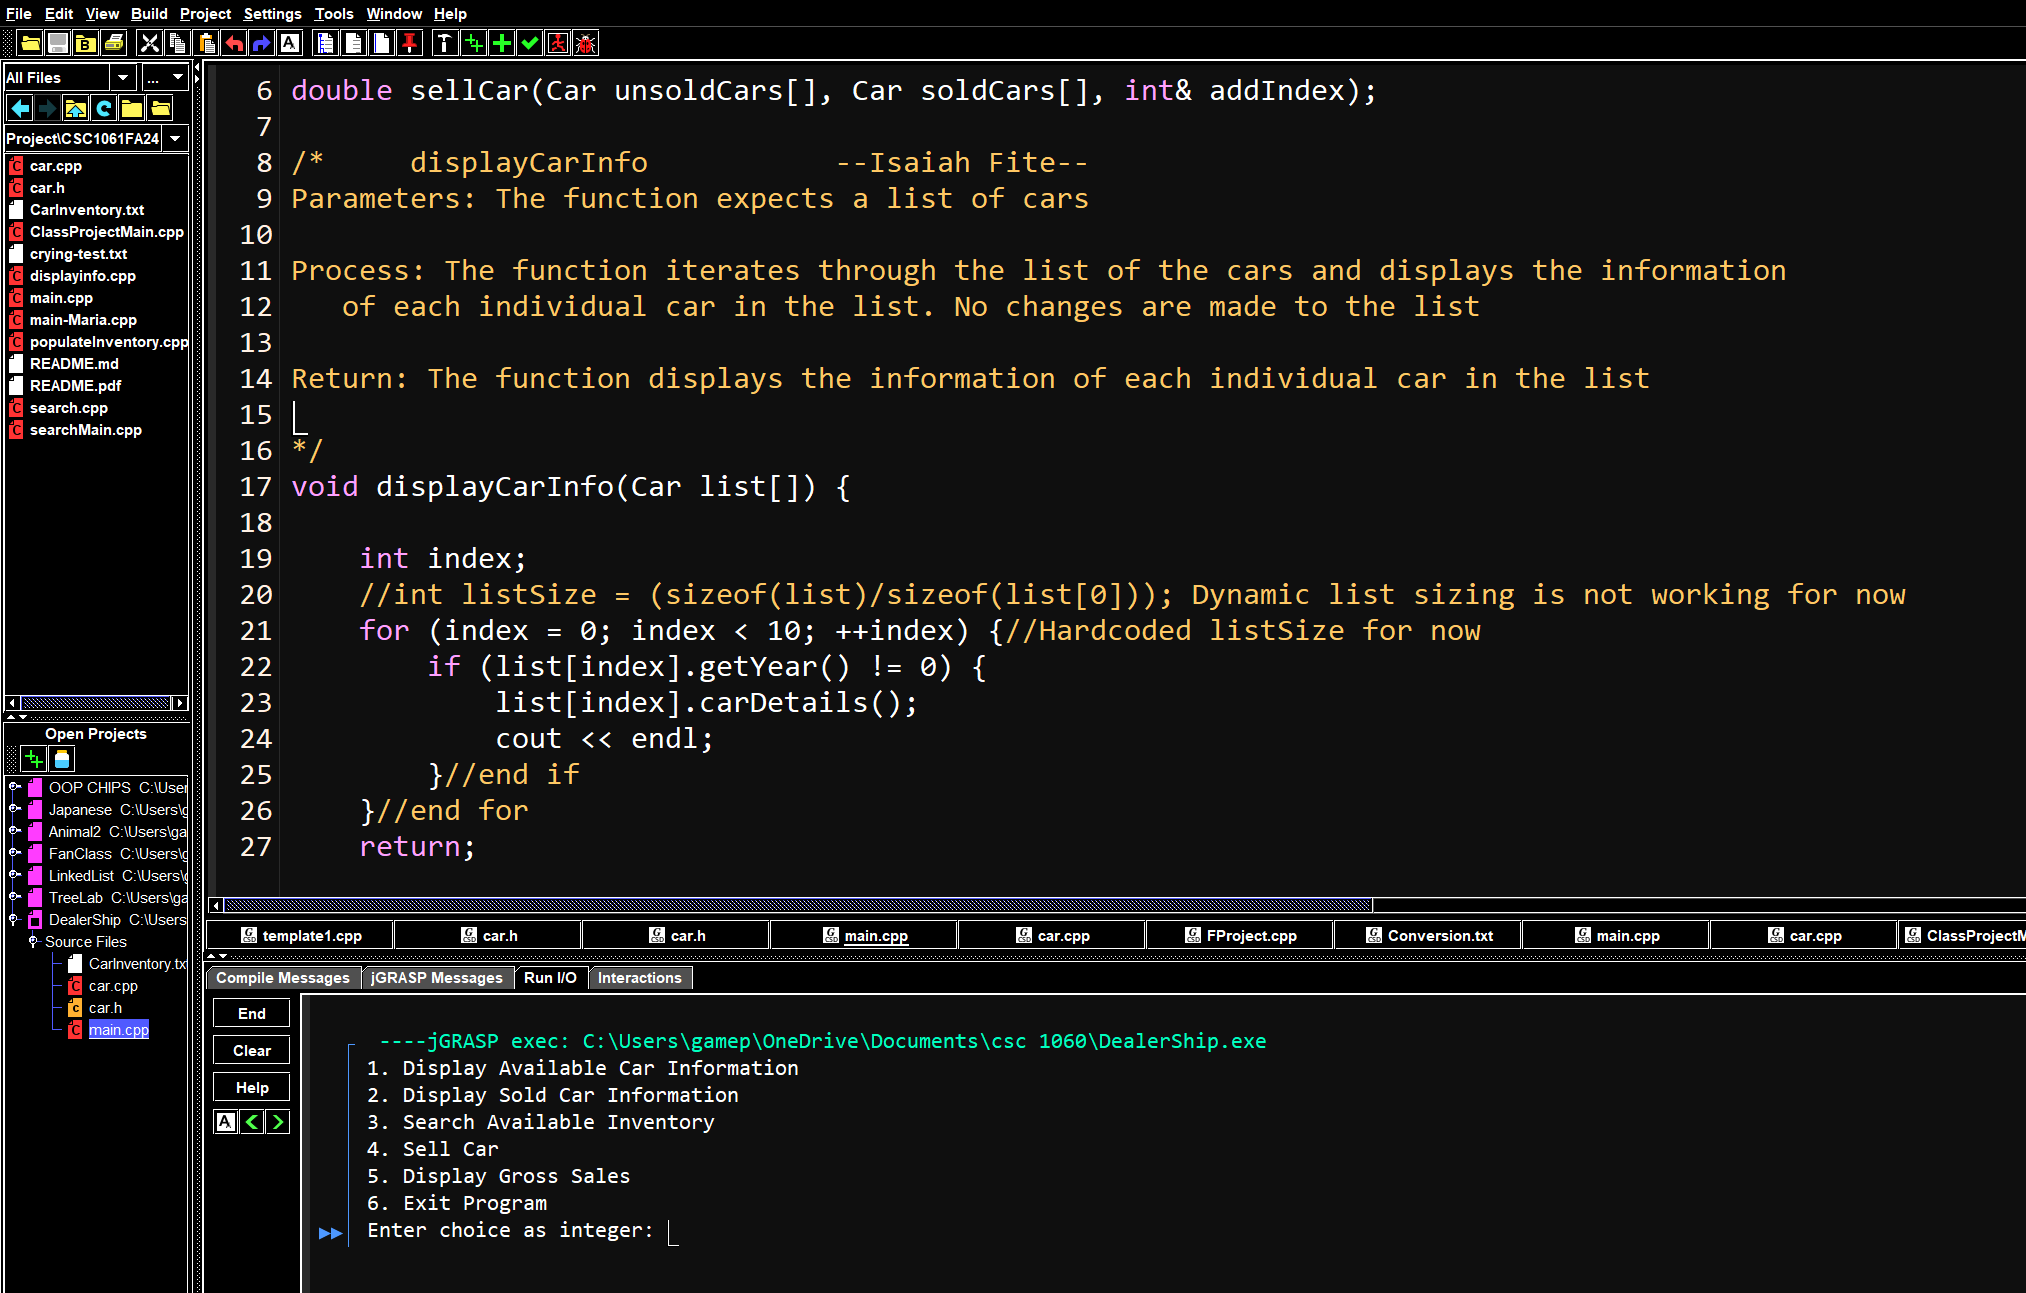 File Edit View Build Project Settings Tools Window Help
All Files
...
Project\CSC1061FA24
car.cpp
car.h
CarInventory.txt
ClassProjectMain.cpp
crying-test.txt
displayinfo.cpp
main.cpp
main-Maria.cpp
populateInventory.cpp
README.md
README.pdf
search.cpp
searchMain.cpp
Open Projects
OOP CHIPS C:\User
Japanese C:\Users\g
Animal2 C:\Users\ga
FanClass C:\Users\g
LinkedList C:\Users\g
TreeLab C:\Users\ga
DealerShip C:\Users
Source Files
CarInventory.tx
car.cpp
car.h
main.cpp
6 double sellCar(Car unsoldCars[], Car soldCars[], int& addIndex);
7
8 /* displayCarInfo --Isaiah Fite--
9 Parameters: The function expects a list of cars
10
11 Process: The function iterates through the list of the cars and displays the information
12 of each individual car in the list. No changes are made to the list
13
14 Return: The function displays the information of each individual car in the list
15
16 */
17 void displayCarInfo(Car list[]) {
18
19 int index;
20 //int listSize = (sizeof(list)/sizeof(list[0])); Dynamic list sizing is not working for now
21 for (index = 0; index < 10; ++index) {//Hardcoded listSize for now
22 if (list[index].getYear() != 0) {
23 list[index].carDetails();
24 cout << endl;
25 }//end if
26 }//end for
27 return;
template1.cpp car.h car.h main.cpp car.cpp FProject.cpp Conversion.txt main.cpp car.cpp ClassProjectM
Compile Messages jGRASP Messages Run I/O Interactions
End
Clear
Help
----jGRASP exec: C:\Users\gamep\OneDrive\Documents\csc 1060\DealerShip.exe
1. Display Available Car Information
2. Display Sold Car Information
3. Search Available Inventory
4. Sell Car
5. Display Gross Sales
6. Exit Program
Enter choice as integer: